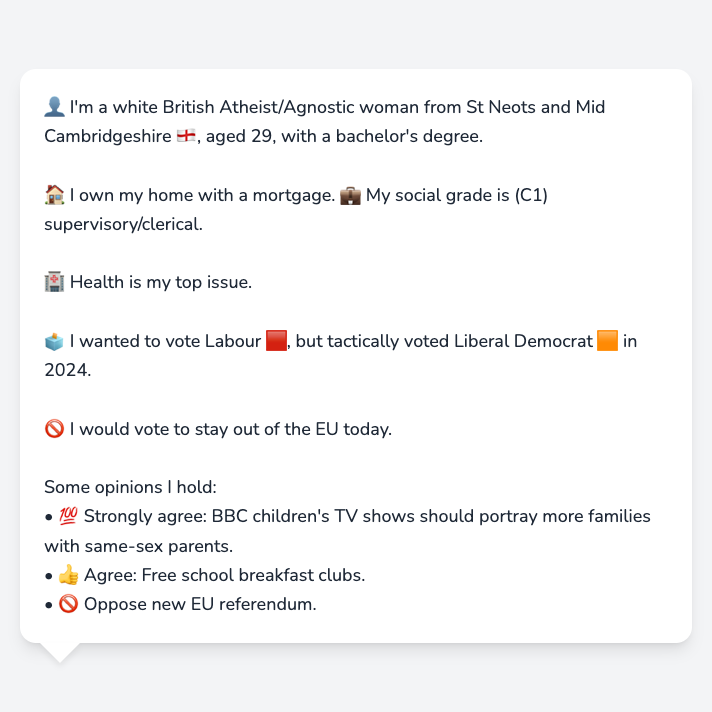 👤 I'm a white British Atheist/Agnostic woman from St Neots and Mid
Cambridgeshire 🏴󠁧󠁢󠁥󠁮󠁧󠁿, aged 29, with a bachelor's degree.
🏠 I own my home with a mortgage. 💼 My social grade is (C1)
supervisory/clerical.
🏥 Health is my top issue.
🗳️ I wanted to vote Labour 🟥, but tactically voted Liberal Democrat 🟧 in
2024.
🚫 I would vote to stay out of the EU today.
Some opinions I hold:
• 💯 Strongly agree: BBC children's TV shows should portray more families
with same-sex parents.
• 👍 Agree: Free school breakfast clubs.
• 🚫 Oppose new EU referendum.